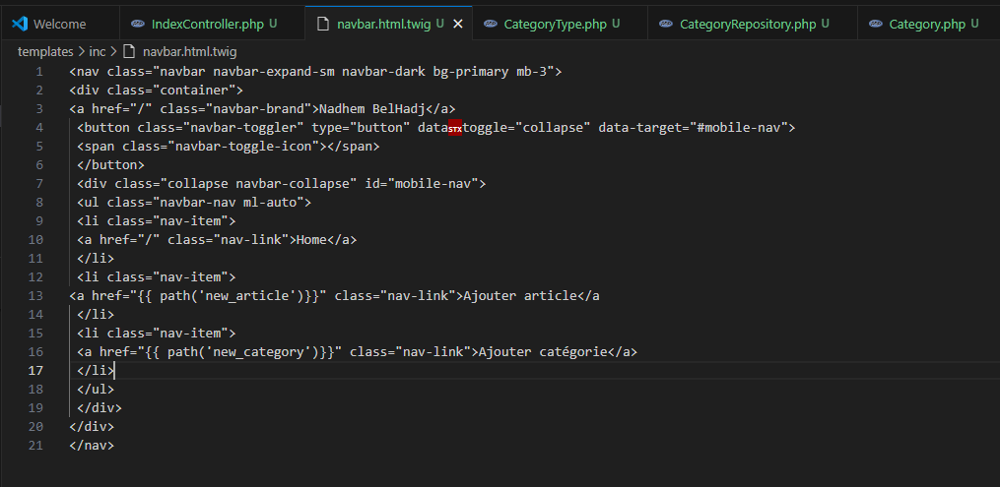 Welcome IndexController.php U navbar.html.twig U CategoryType.php U CategoryRepository.php U Category.php U
templates > inc > navbar.html.twig
1 <nav class="navbar navbar-expand-sm navbar-dark bg-primary mb-3">
2 <div class="container">
3 <a href="/" class="navbar-brand">Nadhem BelHadj</a>
4 <button class="navbar-toggler" type="button" dataSTXtoggle="collapse" data-target="#mobile-nav">
5 <span class="navbar-toggle-icon"></span>
6 </button>
7 <div class="collapse navbar-collapse" id="mobile-nav">
8 <ul class="navbar-nav ml-auto">
9 <li class="nav-item">
10 <a href="/" class="nav-link">Home</a>
11 </li>
12 <li class="nav-item">
13 <a href="{{ path('new_article')}}" class="nav-link">Ajouter article</a
14 </li>
15 <li class="nav-item">
16 <a href="{{ path('new_category')}}" class="nav-link">Ajouter catégorie</a>
17 </li>
18 </ul>
19 </div>
20 </div>
21 </nav>